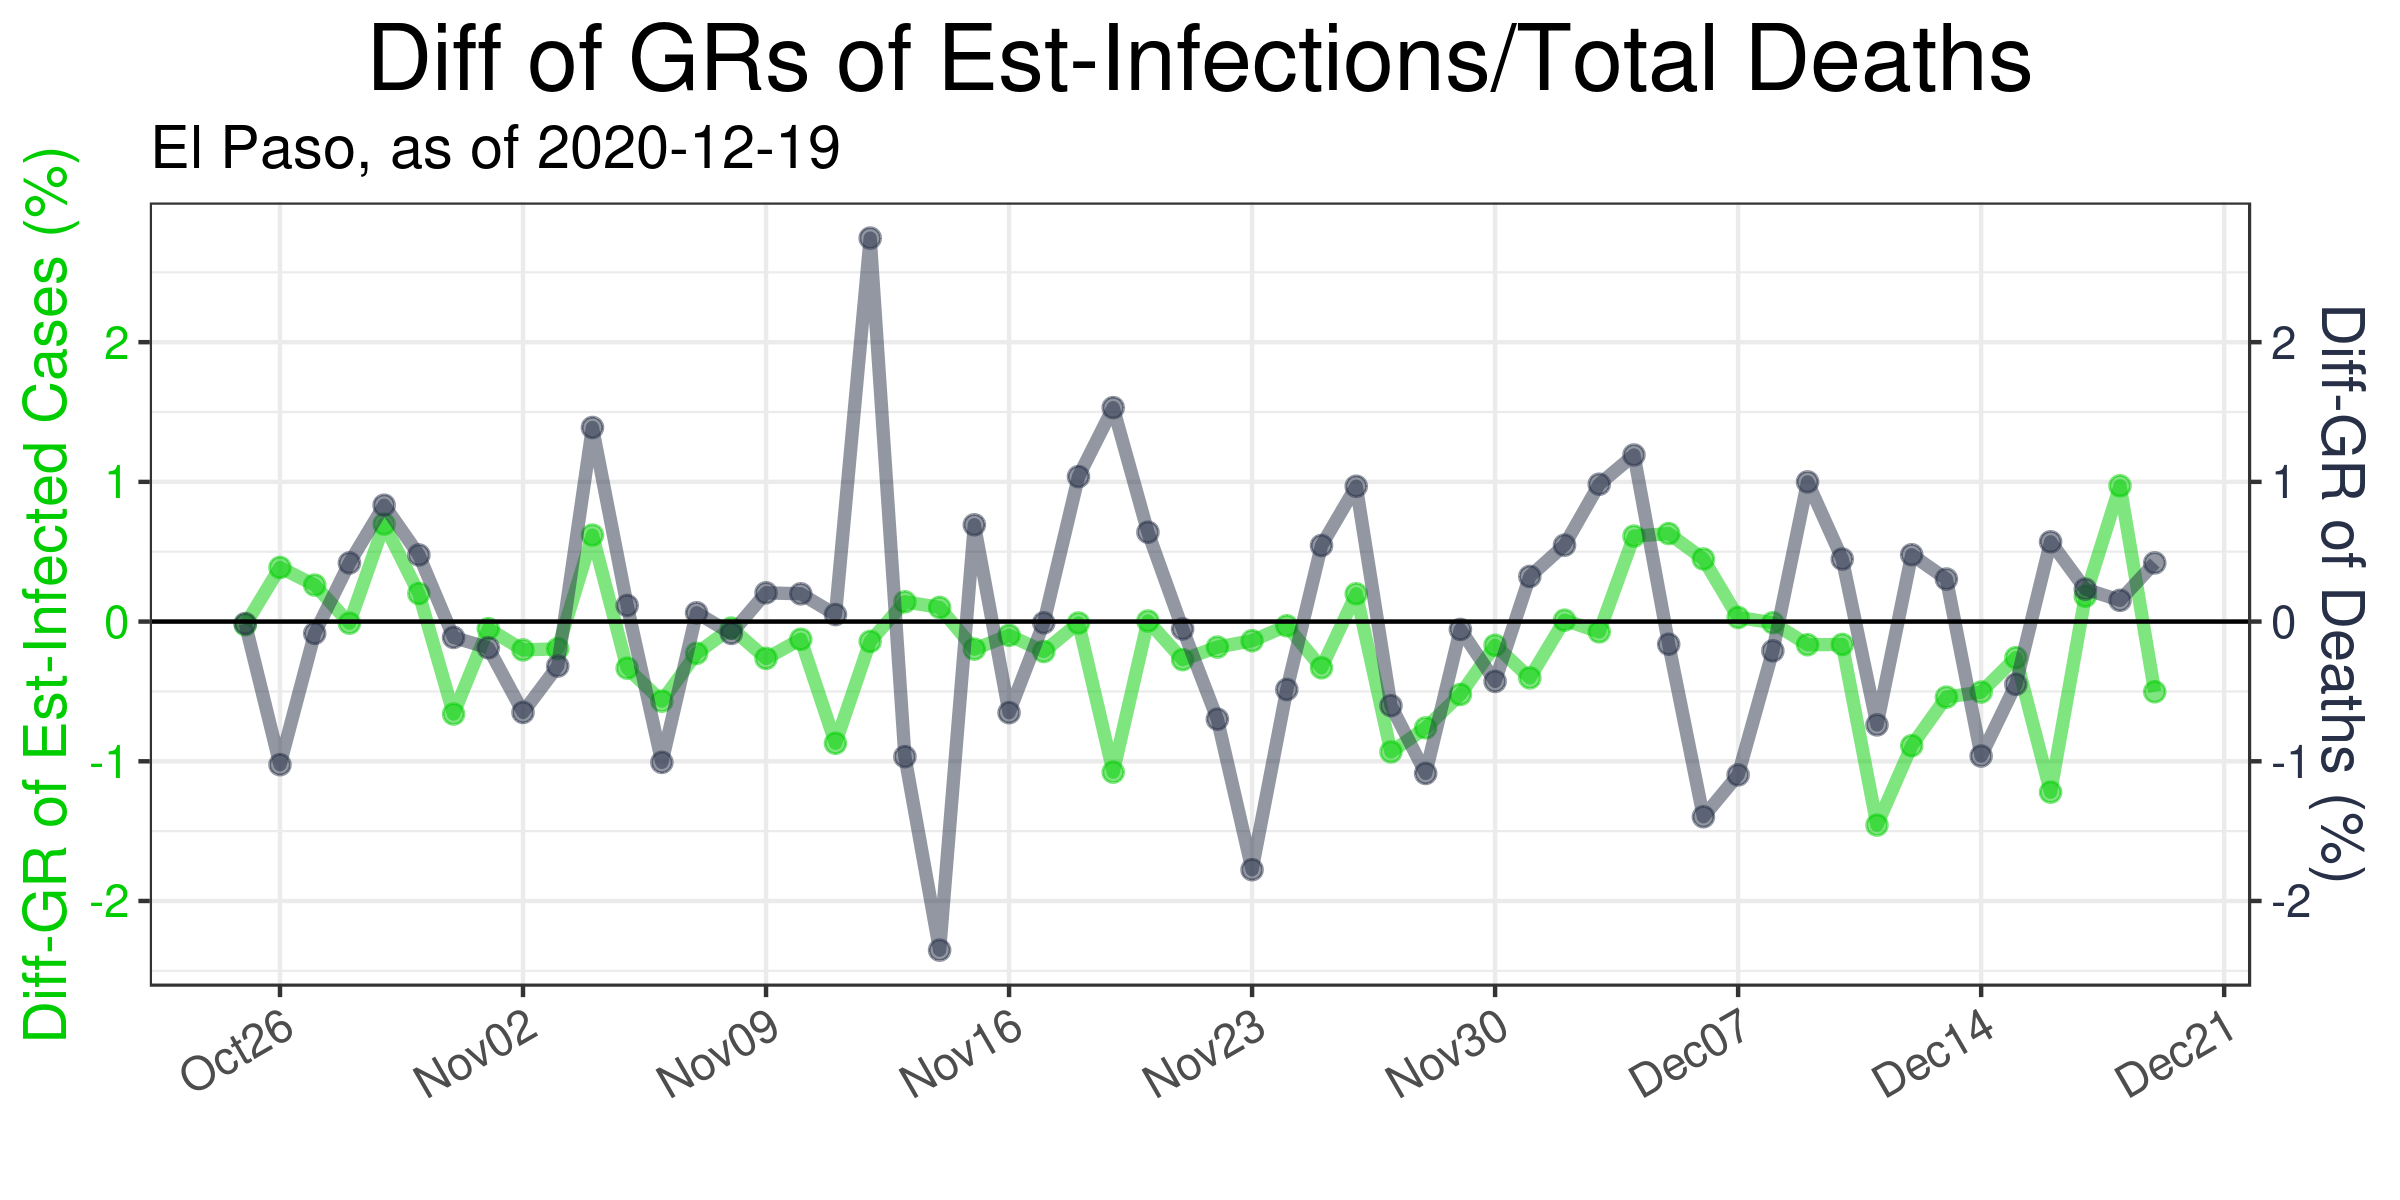 Diff of GRs of Est-Infections/Total Deaths
El Paso, as of 2020-12-19
Diff-GR of Est-Infected Cases (%)
2
1
0
-1
-2
2
1
0
-1
-2
Diff-GR of Deaths (%)
Oct26 Nov02 Nov09 Nov16 Nov23 Nov30 Dec07 Dec14 Dec21